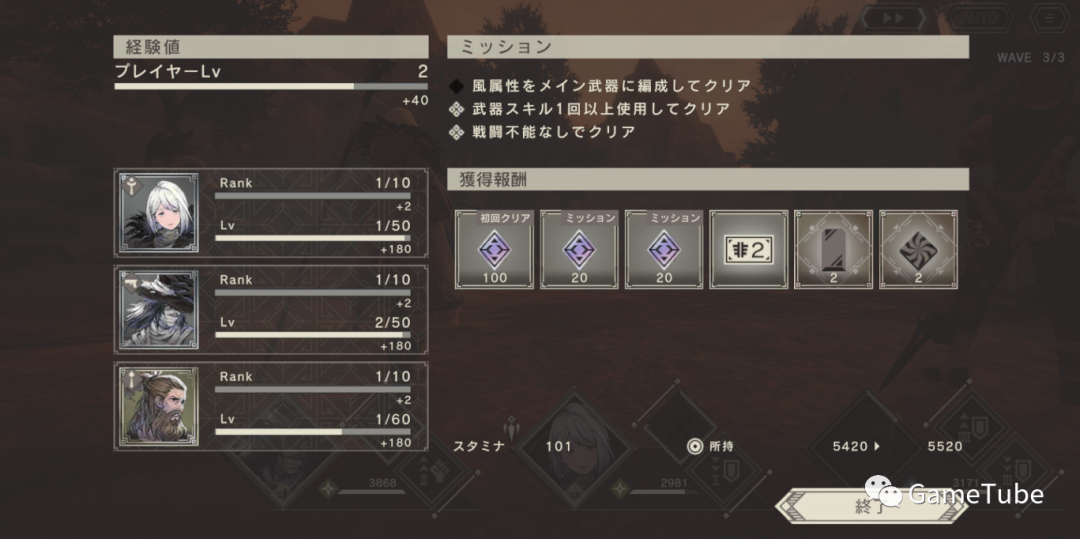 AUTO
WAVE 3/3
経験値
プレイヤーLv 2
+40
Rank 1/10
+2
Lv 1/50
+180
Rank 1/10
+2
Lv 2/50
+180
Rank 1/10
+2
Lv 1/60
+180
ミッション
風属性をメイン武器に編成してクリア
武器スキル1回以上使用してクリア
戦闘不能なしでクリア
獲得報酬
初回クリア ミッション ミッション
100 20 20 2 2 2
スタミナ 101 所持 5420 5520
3868 2981 3171
終了
GameTube